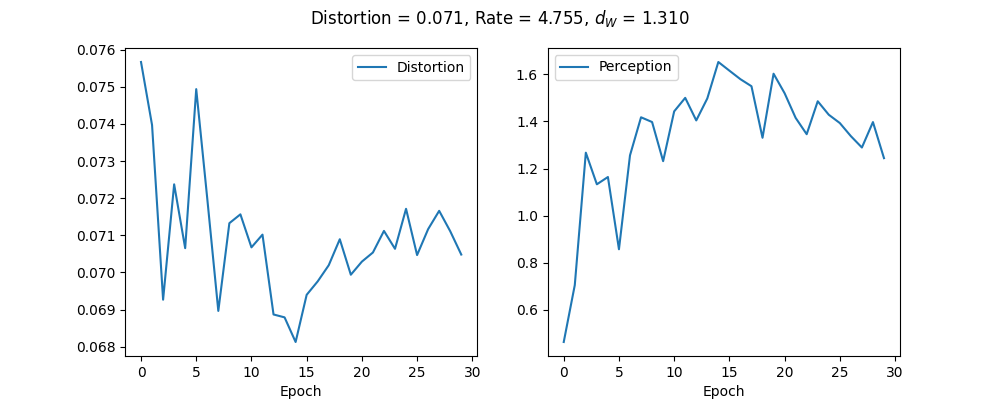 Distortion = 0.071, Rate = 4.755, d_W = 1.310
0.076
0.075
0.074
0.073
0.072
0.071
0.070
0.069
0.068
Distortion
0 5 10 15 20 25 30
Epoch
1.6
1.4
1.2
1.0
0.8
0.6
Perception
0 5 10 15 20 25 30
Epoch